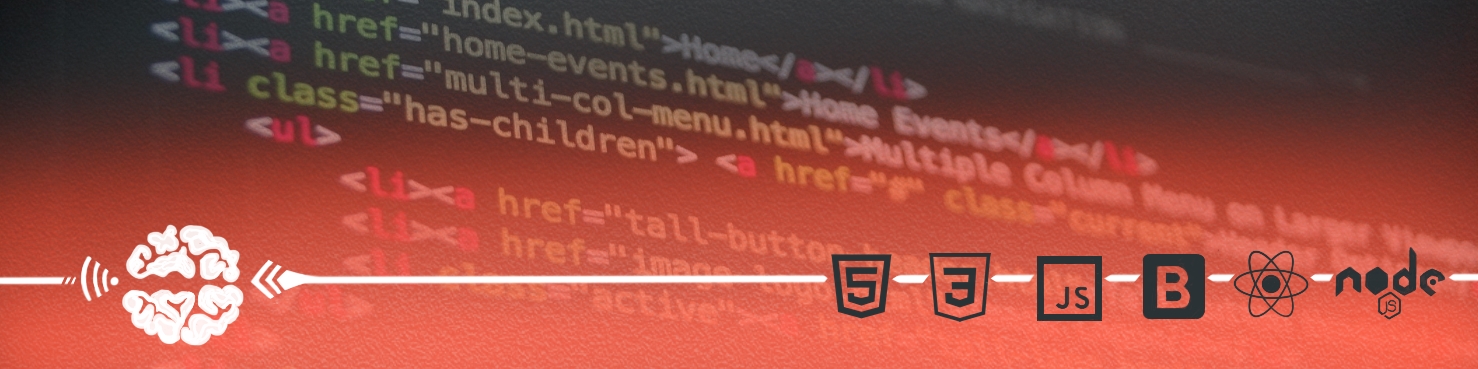 index.html">Home</a></li>
<li><a href="home-events.html">Home Events</a></li>
<li><a href="multi-col-menu.html">Multiple Column Menu on Larger
<li class="has-children"> <a href="#" class="current">
<ul>
<li><a href="tall-button
<li><a href="image-logo
class="active">
5
3
JS
B
node
JS